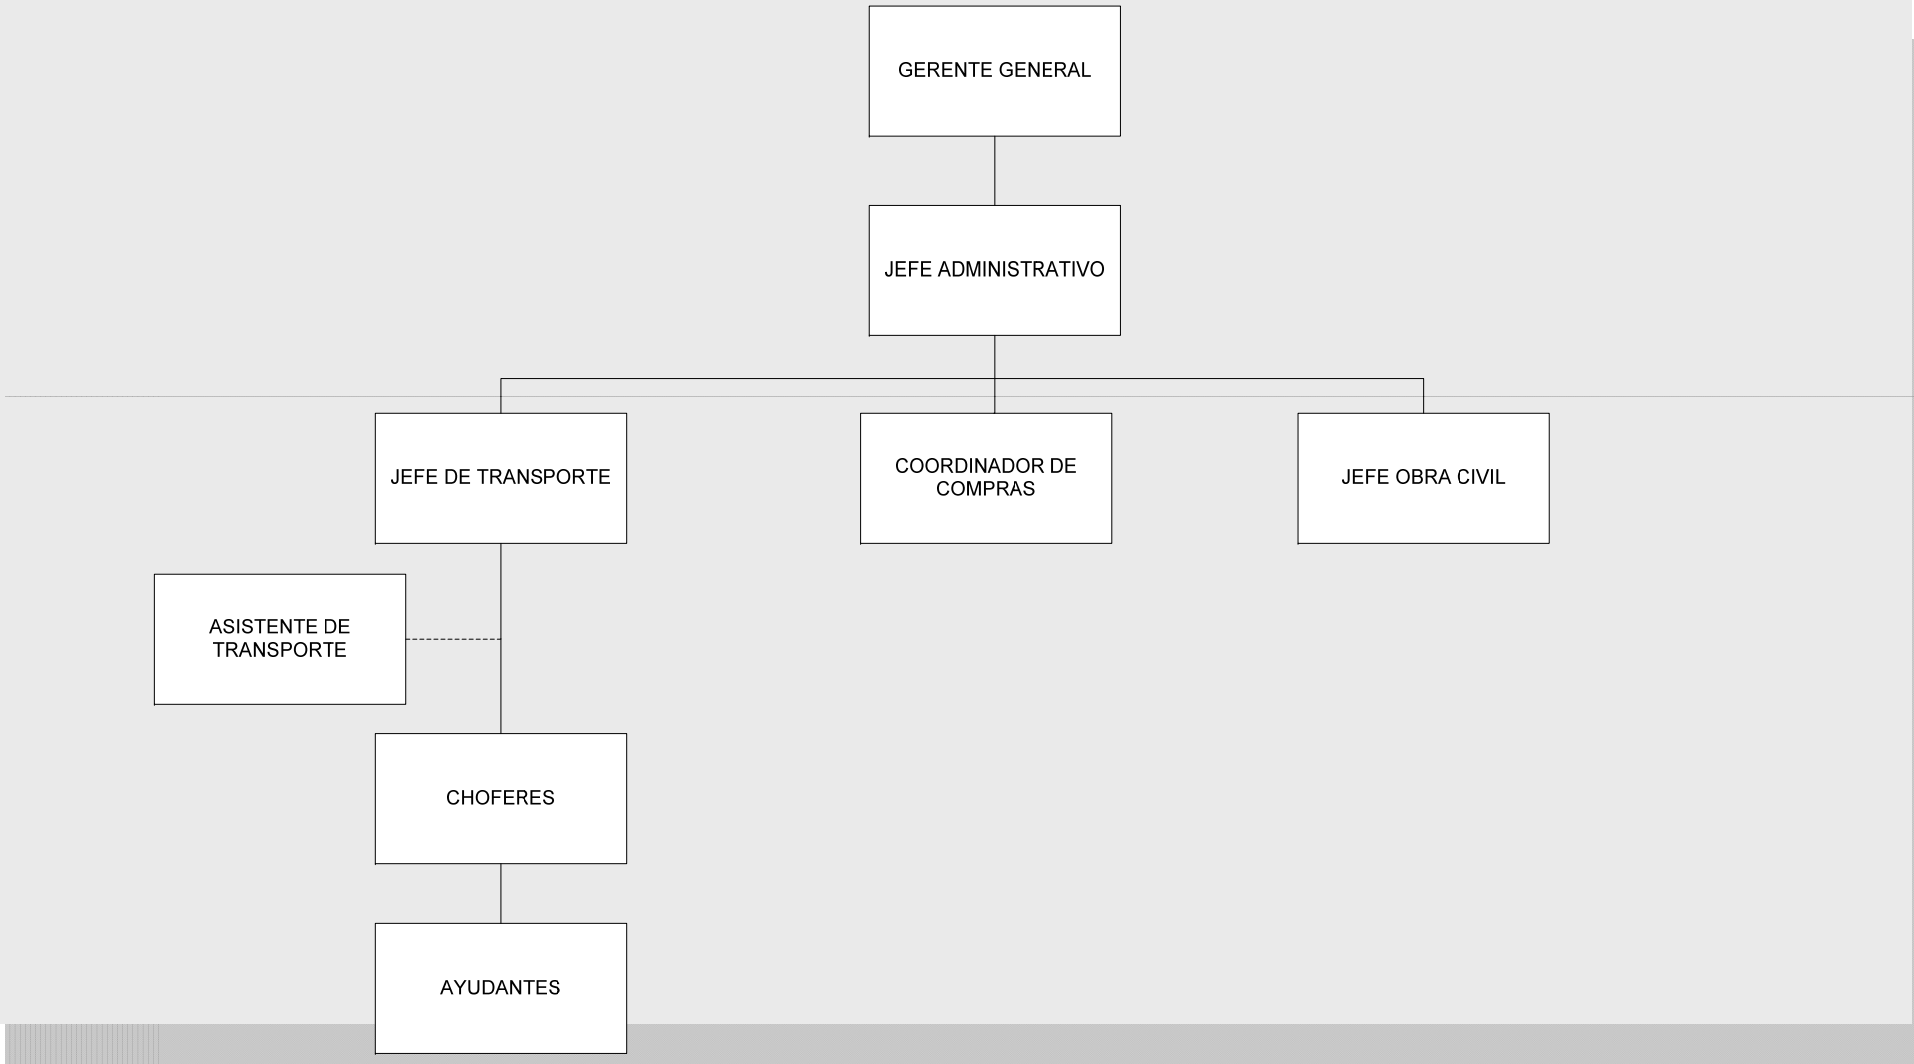 GERENTE GENERAL
JEFE ADMINISTRATIVO
JEFE DE TRANSPORTE
COORDINADOR DE
COMPRAS
JEFE OBRA CIVIL
ASISTENTE DE
TRANSPORTE
CHOFERES
AYUDANTES